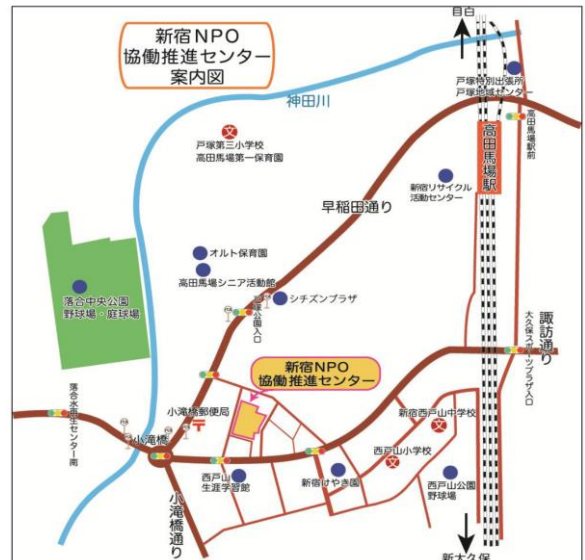 目白
新宿NPO
協働推進センター
案内図
戸塚特別出張所
戸塚地域センター
神田川
高田馬場駅前
文
戸塚第三小学校
高田馬場第一保育園
高田馬場駅
新宿リサイクル
活動センター
早稲田通り
オルト保育園
高田馬場シニア活動館
シチズンプラザ
落合中央公園
野球場・庭球場
戸塚公園入口
諏訪通り
大久保スポーツプラザ入口
新宿NPO
協働推進センター
落合水再生センター南
小滝橋郵便局
〒
小滝橋
新宿西戸山中学校
文
西戸山小学校
文
西戸山
生涯学習館
新宿けやき園
西戸山公園
野球場
小滝橋通り
新大久保